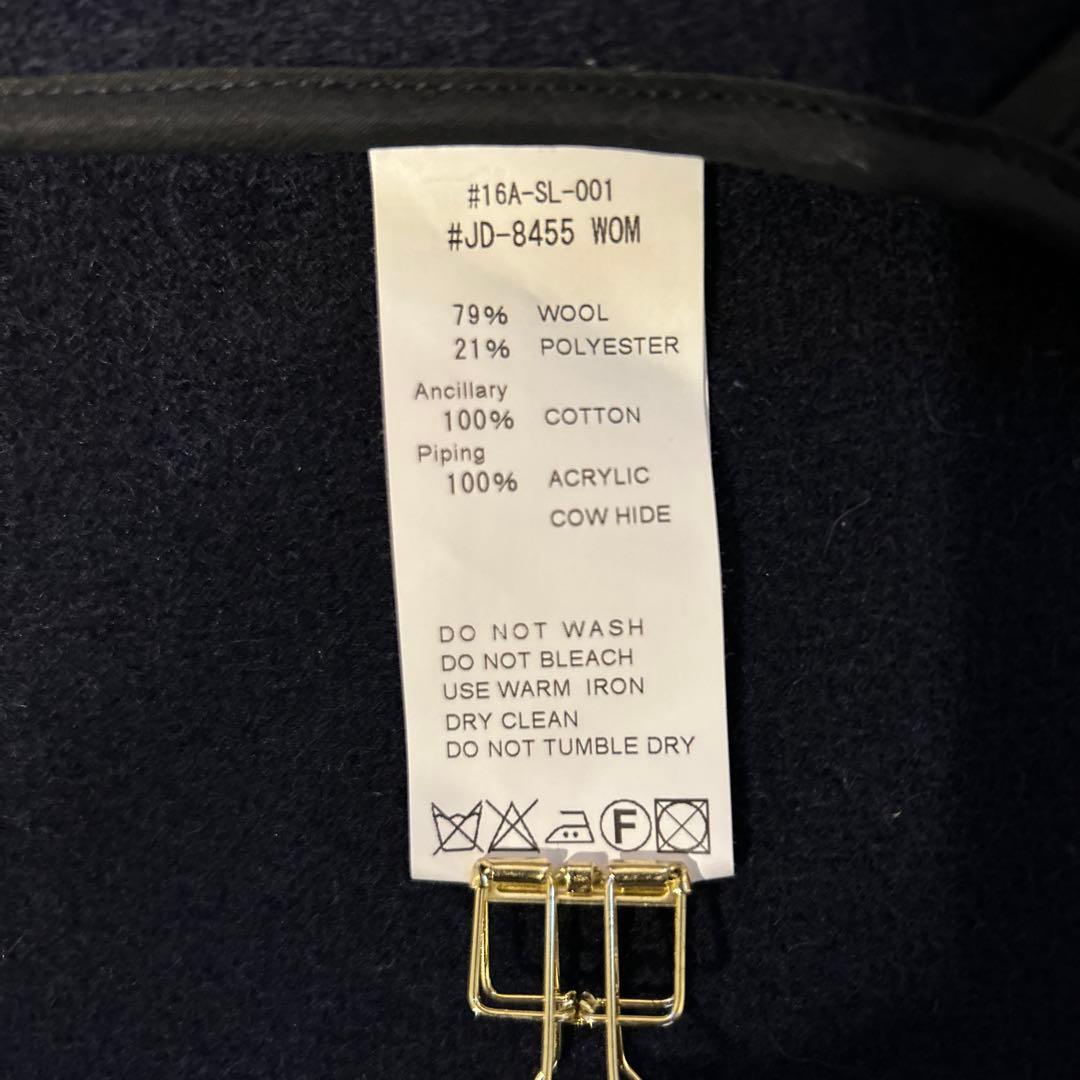 #16A-SL-001
#JD-8455 WOM
79% WOOL
21% POLYESTER
Ancillary
100% COTTON
Piping
100% ACRYLIC
COW HIDE
DO NOT WASH
DO NOT BLEACH
USE WARM IRON
DRY CLEAN
DO NOT TUMBLE DRY
F